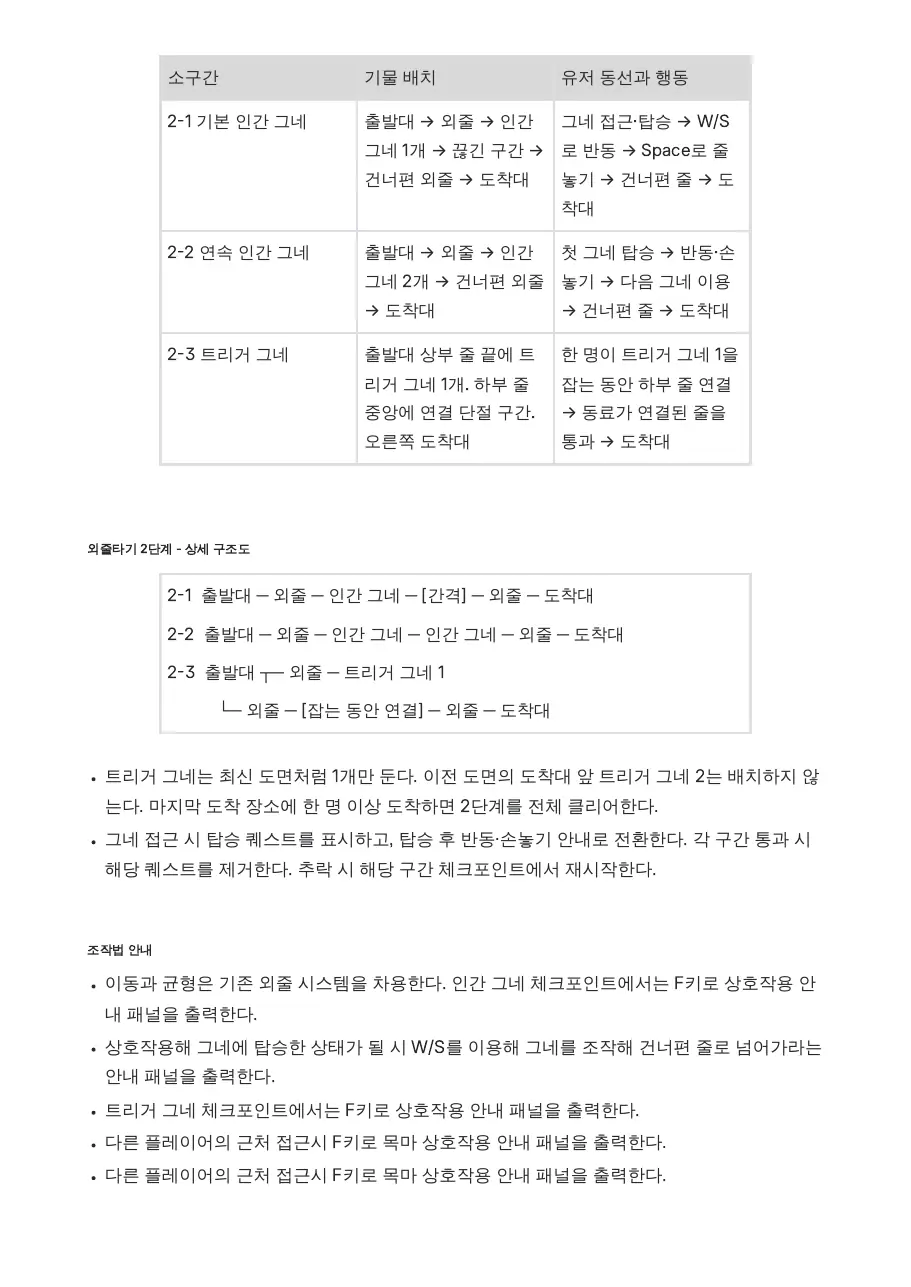 소구간 기물 배치 유저 동선과 행동
2-1 기본 인간 그네
출발대 → 외줄 → 인간
그네 1개 → 끊긴 구간 →
건너편 외줄 → 도착대
그네 접근·탑승 → W/S
로 반동 → Space로 줄
놓기 → 건너편 줄 → 도
착대
2-2 연속 인간 그네
출발대 → 외줄 → 인간
그네 2개 → 건너편 외줄
→ 도착대
첫 그네 탑승 → 반동·손
놓기 → 다음 그네 이용
→ 건너편 줄 → 도착대
2-3 트리거 그네
출발대 상부 줄 끝에 트
리거 그네 1개. 하부 줄
중앙에 연결 단절 구간.
오른쪽 도착대
한 명이 트리거 그네 1을
잡는 동안 하부 줄 연결
→ 동료가 연결된 줄을
통과 → 도착대
외줄타기 2단계 - 상세 구조도
2-1 출발대 ─ 외줄 ─ 인간 그네 ─ [간격] ─ 외줄 ─ 도착대
2-2 출발대 ─ 외줄 ─ 인간 그네 ─ 인간 그네 ─ 외줄 ─ 도착대
2-3 출발대 ┬─ 외줄 ─ 트리거 그네 1
└─ 외줄 ─ [잡는 동안 연결] ─ 외줄 ─ 도착대
• 트리거 그네는 최신 도면처럼 1개만 둔다. 이전 도면의 도착대 앞 트리거 그네 2는 배치하지 않
는다. 마지막 도착 장소에 한 명 이상 도착하면 2단계를 전체 클리어한다.
• 그네 접근 시 탑승 퀘스트를 표시하고, 탑승 후 반동·손놓기 안내로 전환한다. 각 구간 통과 시
해당 퀘스트를 제거한다. 추락 시 해당 구간 체크포인트에서 재시작한다.
조작법 안내
• 이동과 균형은 기존 외줄 시스템을 차용한다. 인간 그네 체크포인트에서는 F키로 상호작용 안
내 패널을 출력한다.
• 상호작용해 그네에 탑승한 상태가 될 시 W/S를 이용해 그네를 조작해 건너편 줄로 넘어가라는
안내 패널을 출력한다.
• 트리거 그네 체크포인트에서는 F키로 상호작용 안내 패널을 출력한다.
• 다른 플레이어의 근처 접근시 F키로 목마 상호작용 안내 패널을 출력한다.
• 다른 플레이어의 근처 접근시 F키로 목마 상호작용 안내 패널을 출력한다.